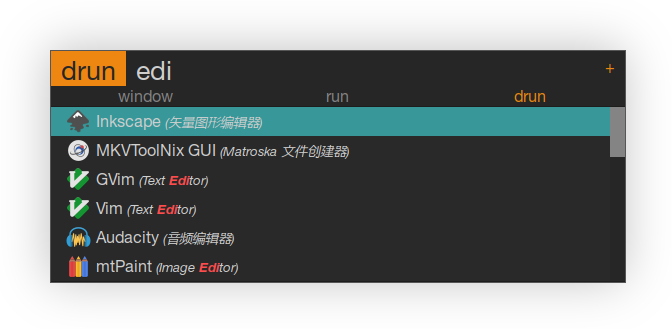 drun edi +
window run drun
Inkscape (矢量图形编辑器)
MKVToolNix GUI (Matroska 文件创建器)
GVim (Text Editor)
Vim (Text Editor)
Audacity (音频编辑器)
mtPaint (Image Editor)